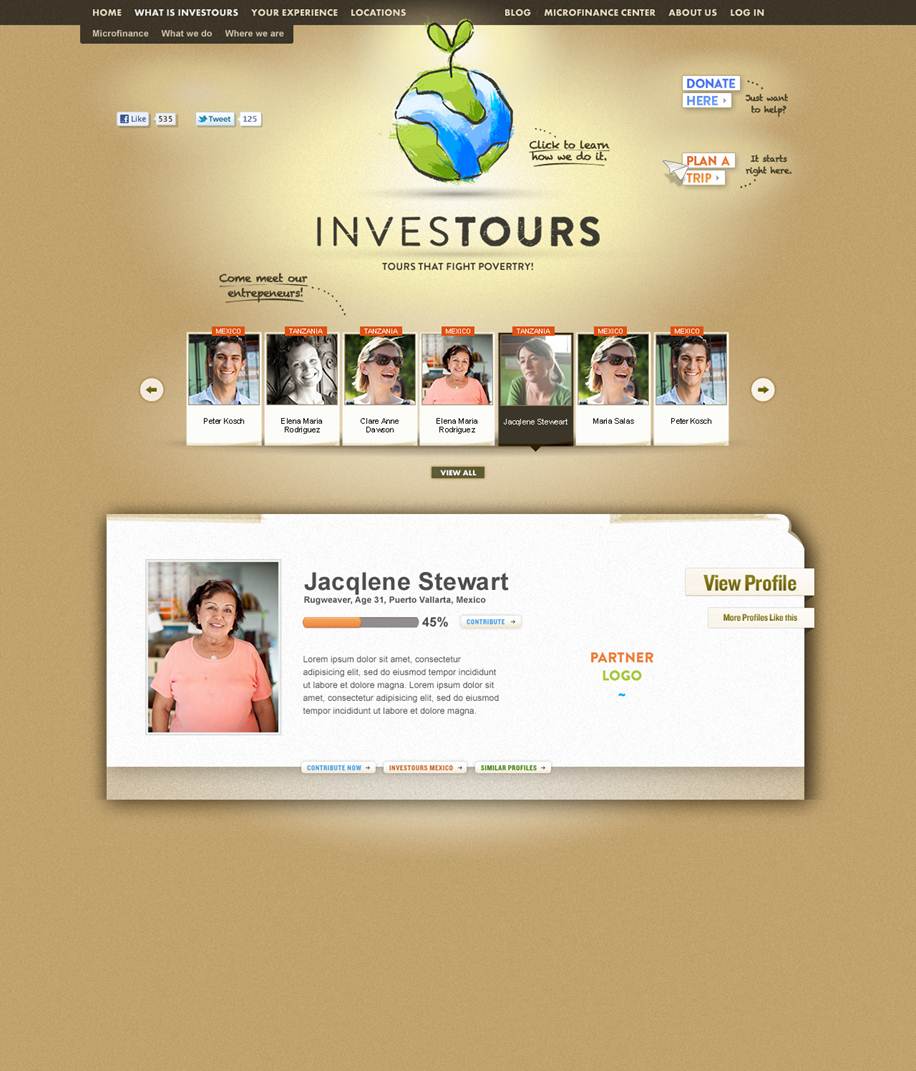 HOME WHAT IS INVESTOURS YOUR EXPERIENCE LOCATIONS BLOG MICROFINANCE CENTER ABOUT US LOG IN
Microfinance What we do Where we are
Like 535 Tweet 125
DONATE
HERE
Just want
to help?
Click to learn
how we do it.
PLAN A
TRIP
It starts
right here.
INVESTOURS
TOURS THAT FIGHT POVERTRY!
Come meet our
entrepeneurs!
MEXICO TANZANIA TANZANIA MEXICO TANZANIA MEXICO MEXICO
Peter Kosch
Elena Maria
Rodriguez
Clare Anne
Dawson
Elena Maria
Rodriguez
Jacqlene Steweart
Maria Salas
Peter Kosch
VIEW ALL
Jacqlene Stewart
Rugweaver, Age 31, Puerto Vallarta, Mexico
45% CONTRIBUTE
View Profile
More Profiles Like this
Lorem ipsum dolor sit amet, consectetur
adipisicing elit, sed do eiusmod tempor incididunt
ut labore et dolore magna. Lorem ipsum dolor sit
amet, consectetur adipisicing elit, sed do eiusmod
tempor incididunt ut labore et dolore magna.
PARTNER
LOGO
~
CONTRIBUTE NOW INVESTOURS MEXICO SIMILAR PROFILES